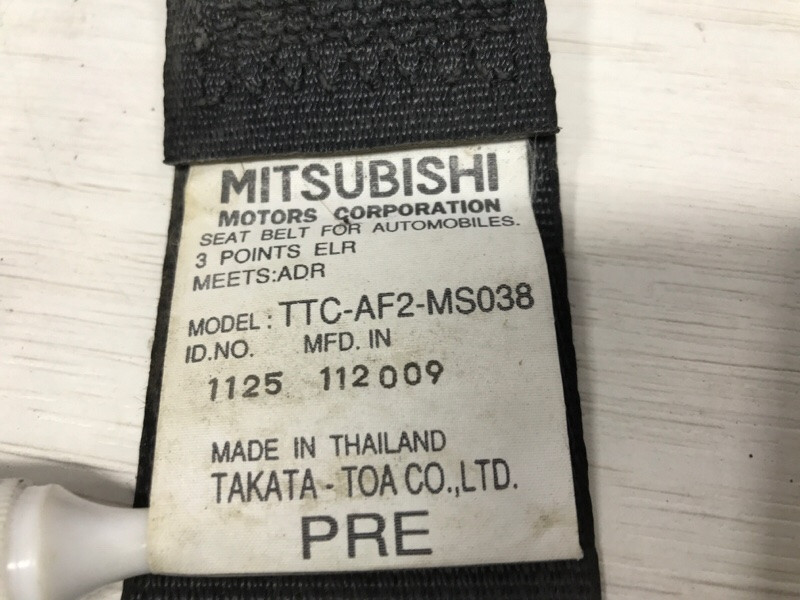 MITSUBISHI
MOTORS CORPORATION
SEAT BELT FOR AUTOMOBILES.
3 POINTS ELR
MEETS:ADR
MODEL: TTC-AF2-MS038
ID.NO. MFD. IN
1125 112009
MADE IN THAILAND
TAKATA-TOA CO.,LTD.
PRE